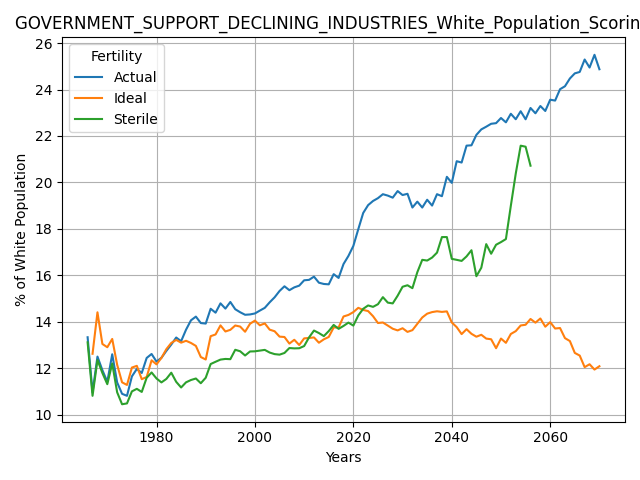 GOVERNMENT_SUPPORT_DECLINING_INDUSTRIES_White_Population_Scorin
26
24
22
20
18
16
14
12
10
% of White Population
Fertility
Actual
Ideal
Sterile
1980
2000
2020
2040
2060
Years